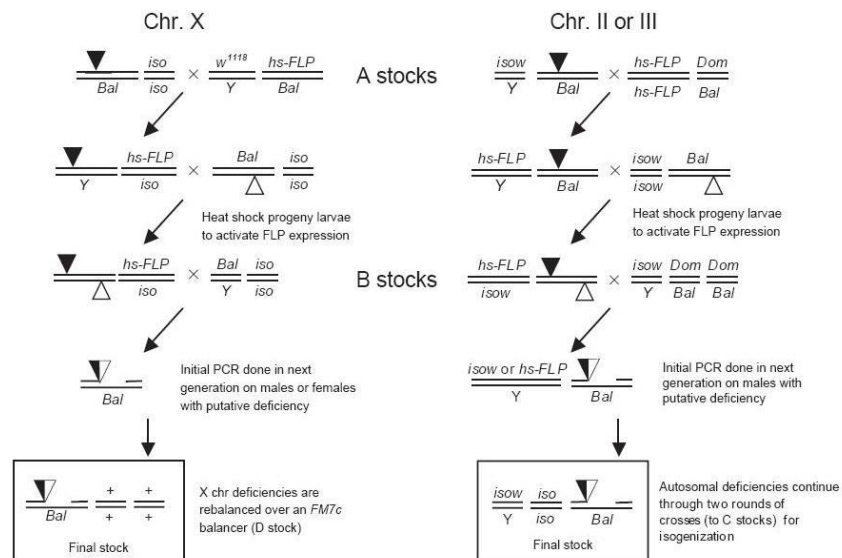 Chr. X
Chr. II or III
iso w1118 hs-FLP
×
Bal iso Y Bal
A stocks
isow hs-FLP Dom
×
Y Bal hs-FLP Bal
hs-FLP Bal iso
×
Y iso iso
hs-FLP isow Bal
×
Y Bal isow
Heat shock progeny larvae
to activate FLP expression
Heat shock progeny larvae
to activate FLP expression
hs-FLP Bal iso
×
iso Y iso
B stocks
hs-FLP isow Dom Dom
×
isow Y Bal Bal
Bal
Initial PCR done in next
generation on males or females
with putative deficiency
isow or hs-FLP
Y Bal
Initial PCR done in next
generation on males with
putative deficiency
+ +
Bal + +
Final stock
X chr deficiencies are
rebalanced over an FM7c
balancer (D stock)
isow iso
Y iso Bal
Final stock
Autosomal deficiencies continue
through two rounds of
crosses (to C stocks) for
isogenization